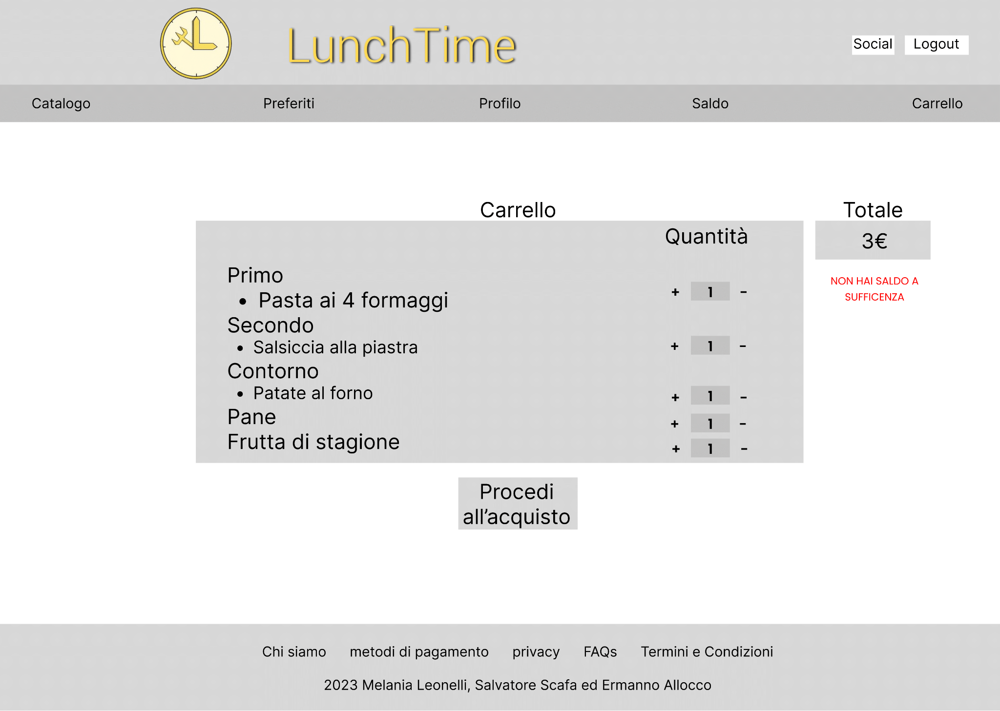 LunchTime
Social Logout
Catalogo Preferiti Profilo Saldo Carrello
Carrello Totale
Quantità 3€
Primo
• Pasta ai 4 formaggi + 1 -
NON HAI SALDO A
SUFFICENZA
Secondo
• Salsiccia alla piastra + 1 -
Contorno
• Patate al forno + 1 -
Pane + 1 -
Frutta di stagione + 1 -
Procedi
all’acquisto
Chi siamo metodi di pagamento privacy FAQs Termini e Condizioni
2023 Melania Leonelli, Salvatore Scafa ed Ermanno Allocco